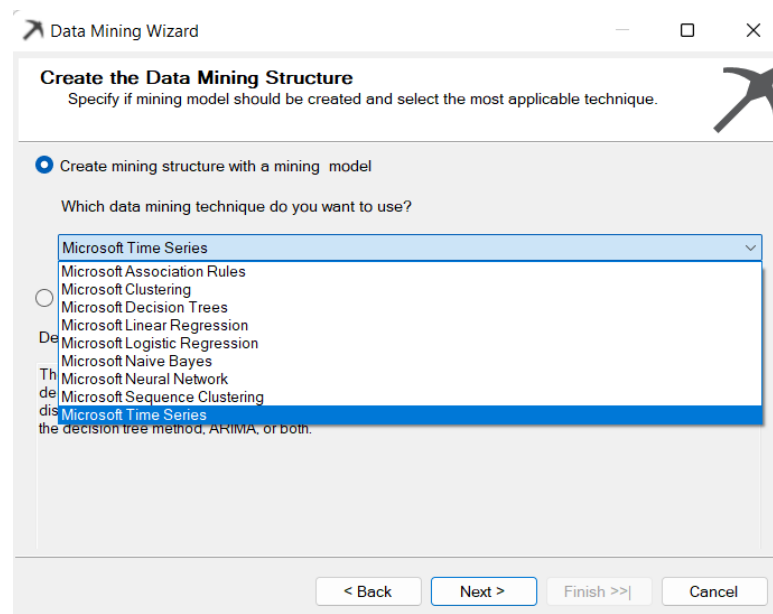 Data Mining Wizard
Create the Data Mining Structure
Specify if mining model should be created and select the most applicable technique.
Create mining structure with a mining model
Which data mining technique do you want to use?
Microsoft Time Series
Microsoft Association Rules
Microsoft Clustering
Microsoft Decision Trees
Microsoft Linear Regression
De
Microsoft Logistic Regression
Microsoft Naive Bayes
Th
Microsoft Neural Network
de
Microsoft Sequence Clustering
dis
Microsoft Time Series
the decision tree method, ARIMA, or both.
< Back
Next >
Finish >>|
Cancel